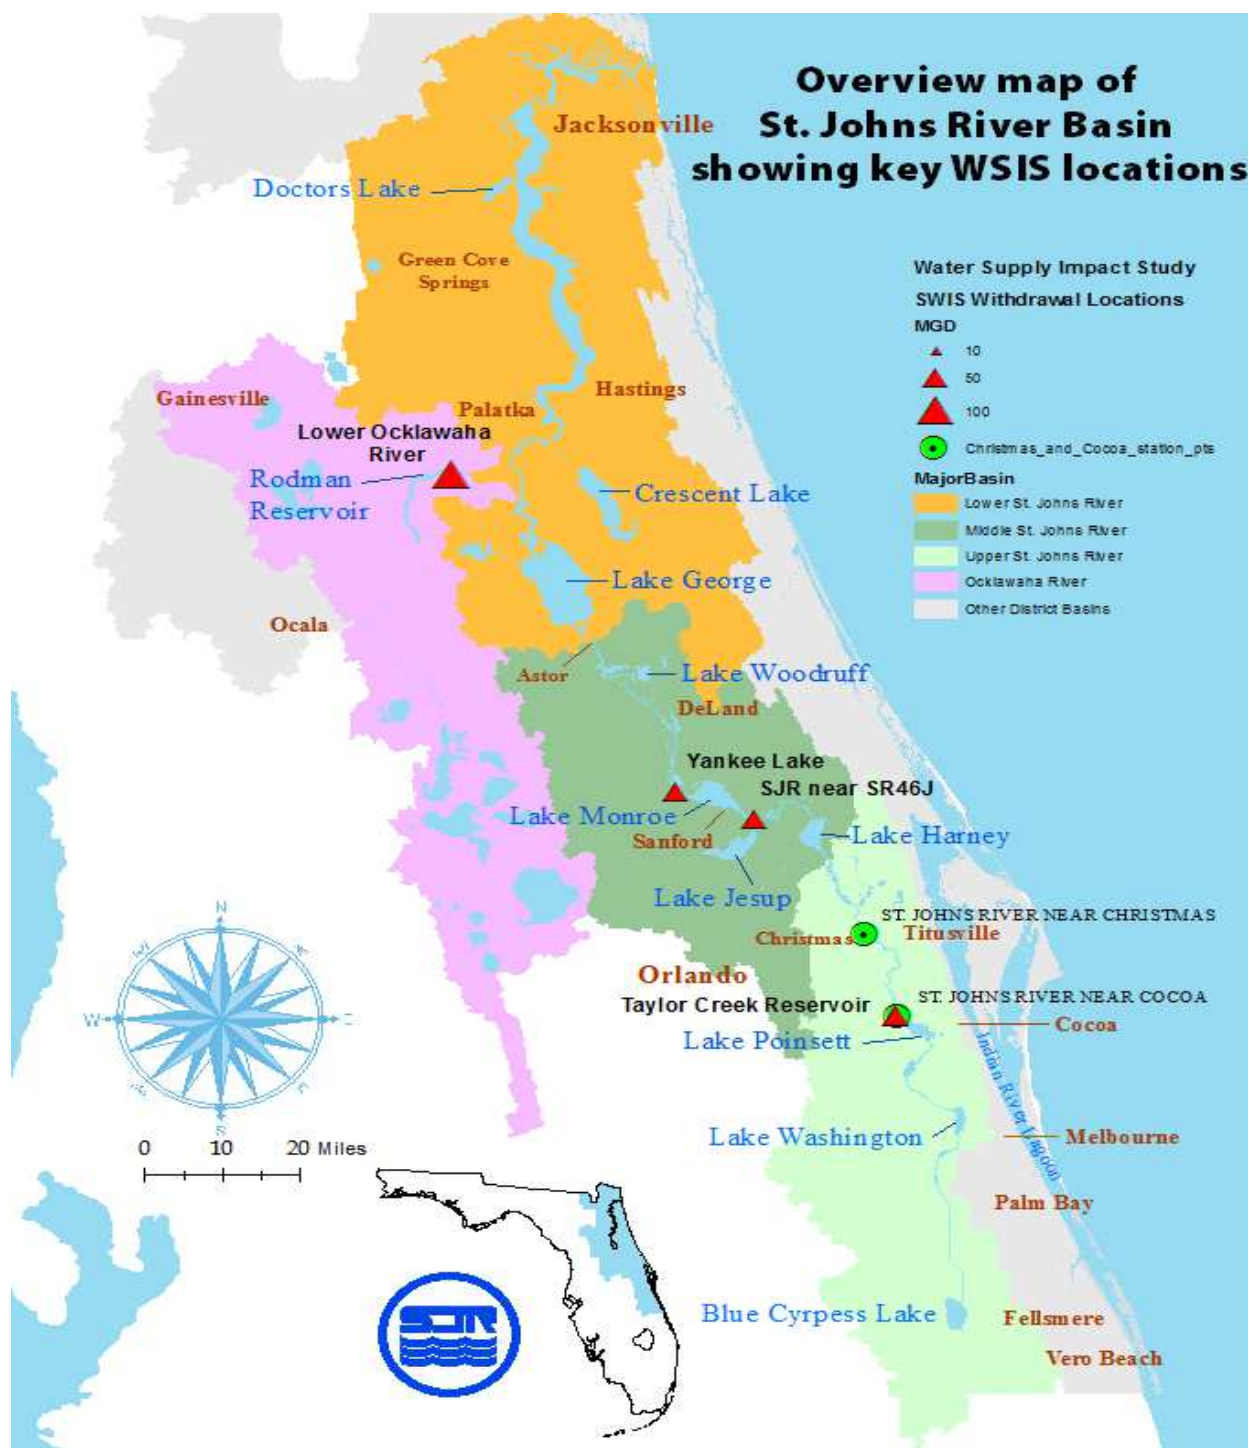 Overview map of
St. Johns River Basin
showing key WSIS locations
Jacksonville
Doctors Lake
Green Cove
Springs
Water Supply Impact Study
SWIS Withdrawal Locations
MGD
10
50
100
Christmas_and_Cocoa_station_pts
MajorBasin
Lower St. Johns River
Middle St. Johns River
Upper St. Johns River
Ocklawaha River
Other District Basins
Gainesville
Hastings
Palatka
Lower Ocklawaha
River
Rodman
Reservoir
Crescent Lake
Lake George
Ocala
Astor
Lake Woodruff
DeLand
Yankee Lake
SJR near SR46J
Lake Monroe
Sanford
Lake Harney
Lake Jesup
ST. JOHNS RIVER NEAR CHRISTMAS
Christmas
Titusville
Orlando
Taylor Creek Reservoir
ST. JOHNS RIVER NEAR COCOA
Cocoa
Lake Poinsett
Indian River Lagoon
Lake Washington
Melbourne
Palm Bay
Blue Cyrpess Lake
Fellsmere
Vero Beach
N
W
E
S
0 10 20 Miles
SJR